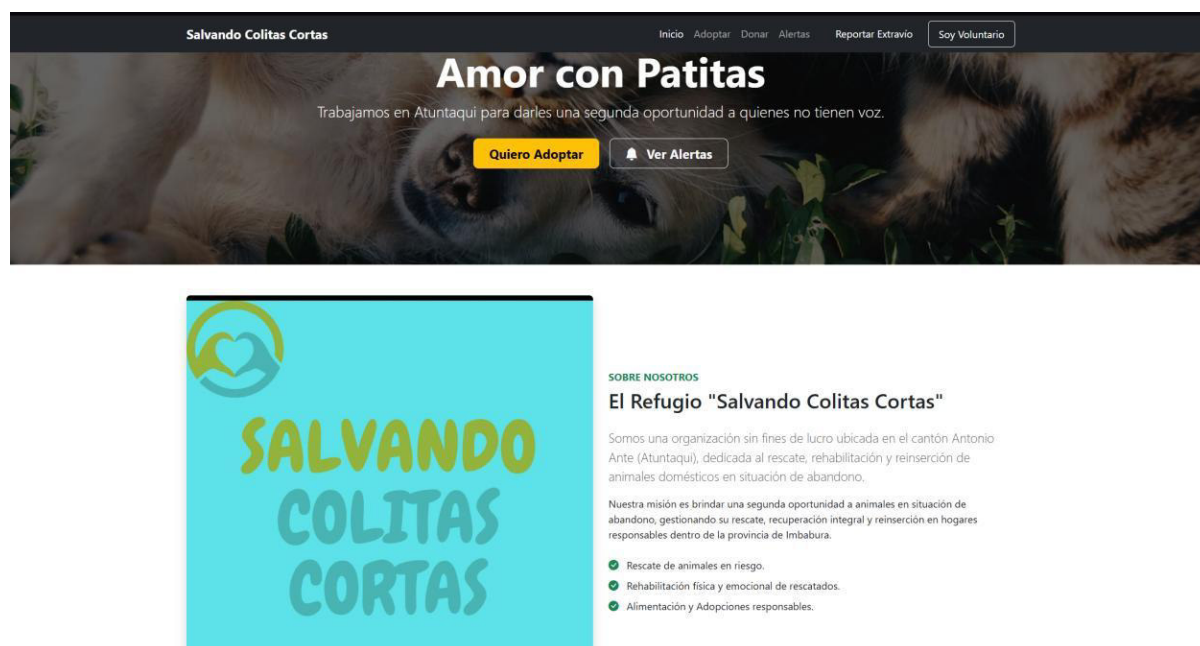 Salvando Colitas Cortas
Inicio Adoptar Donar Alertas Reportar Extravío Soy Voluntario
Amor con Patitas
Trabajamos en Atuntaqui para darles una segunda oportunidad a quienes no tienen voz.
Quiero Adoptar Ver Alertas
SALVANDO
COLITAS
CORTAS
SOBRE NOSOTROS
El Refugio "Salvando Colitas Cortas"
Somos una organización sin fines de lucro ubicada en el cantón Antonio
Ante (Atuntaqui), dedicada al rescate, rehabilitación y reinserción de
animales domésticos en situación de abandono.
Nuestra misión es brindar una segunda oportunidad a animales en situación de
abandono, gestionando su rescate, recuperación integral y reinserción en hogares
responsables dentro de la provincia de Imbabura.
Rescate de animales en riesgo.
Rehabilitación física y emocional de rescatados.
Alimentación y Adopciones responsables.